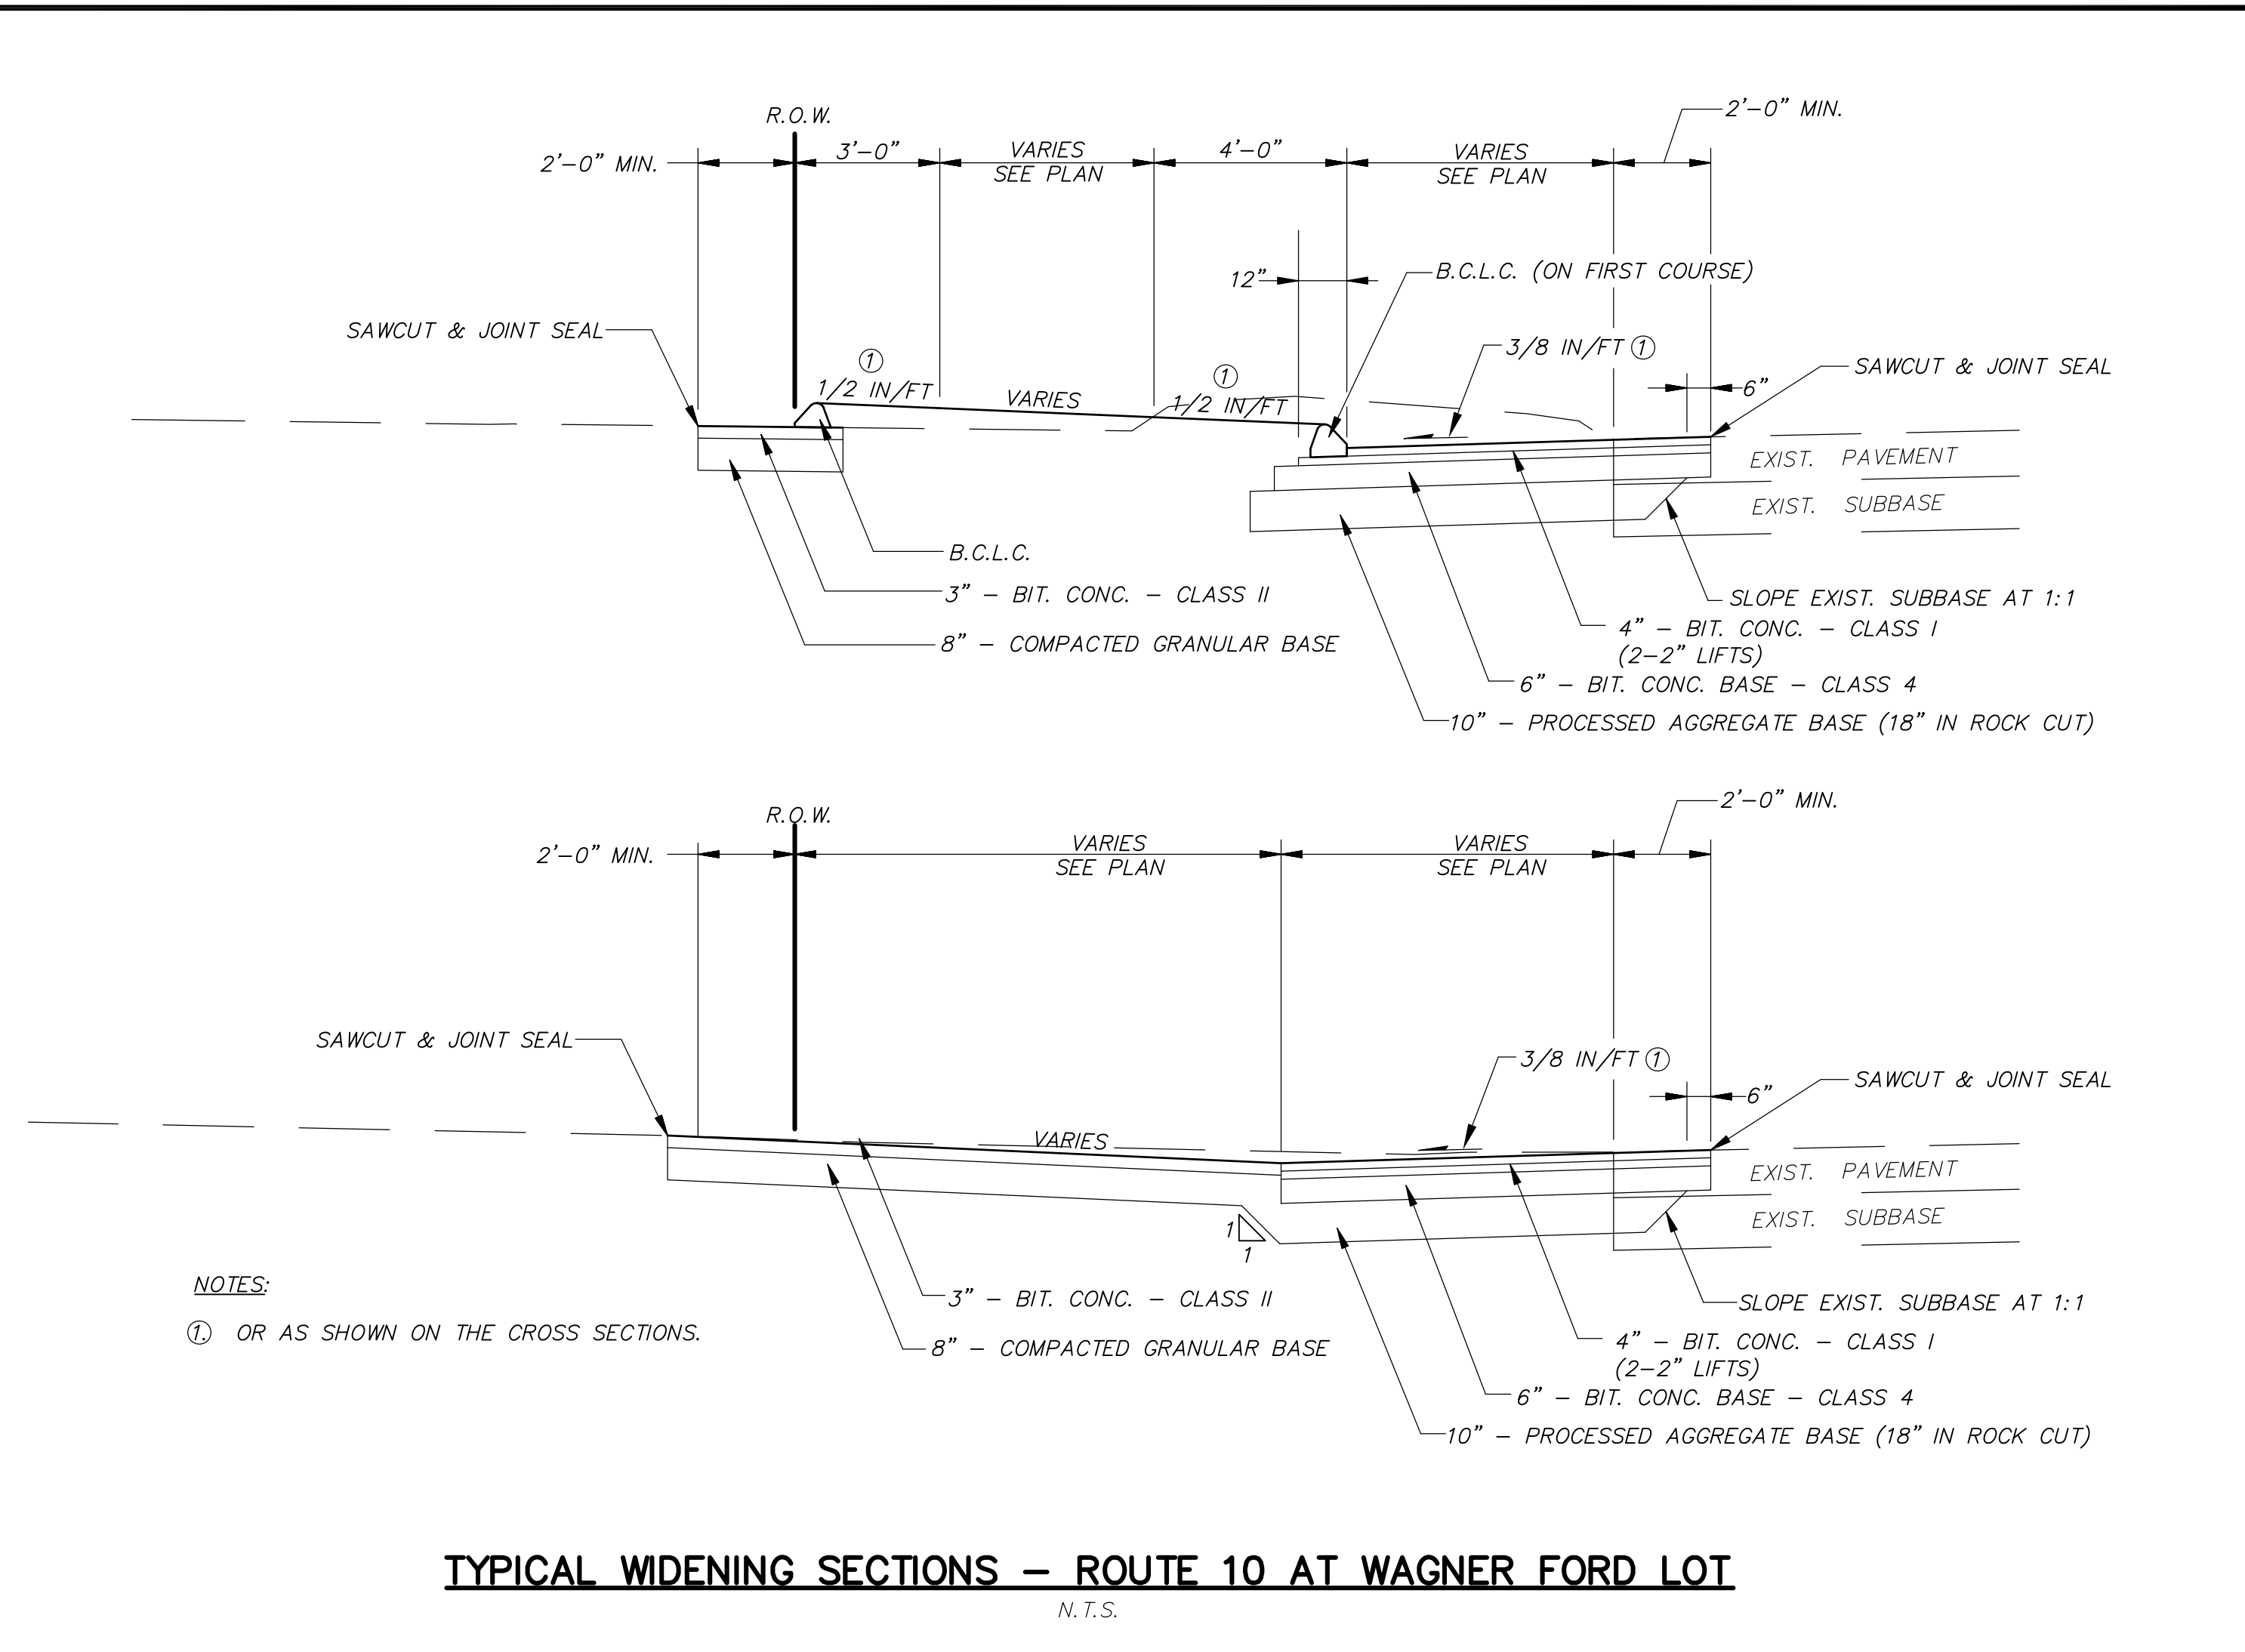 R.O.W.
2'-0" MIN.
3'-0"
VARIES
SEE PLAN
4'-0"
VARIES
SEE PLAN
2'-0" MIN.
12"
B.C.L.C. (ON FIRST COURSE)
SAWCUT & JOINT SEAL
1
1/2 IN/FT
VARIES
1
1/2 IN/FT
3/8 IN/FT 1
6"
SAWCUT & JOINT SEAL
EXIST. PAVEMENT
EXIST. SUBBASE
B.C.L.C.
3" - BIT. CONC. - CLASS II
8" - COMPACTED GRANULAR BASE
SLOPE EXIST. SUBBASE AT 1:1
4" - BIT. CONC. - CLASS I
(2-2" LIFTS)
6" - BIT. CONC. BASE - CLASS 4
10" - PROCESSED AGGREGATE BASE (18" IN ROCK CUT)
R.O.W.
2'-0" MIN.
VARIES
SEE PLAN
VARIES
SEE PLAN
2'-0" MIN.
SAWCUT & JOINT SEAL
VARIES
3/8 IN/FT 1
6"
SAWCUT & JOINT SEAL
EXIST. PAVEMENT
EXIST. SUBBASE
1
1
3" - BIT. CONC. - CLASS II
8" - COMPACTED GRANULAR BASE
SLOPE EXIST. SUBBASE AT 1:1
4" - BIT. CONC. - CLASS I
(2-2" LIFTS)
6" - BIT. CONC. BASE - CLASS 4
10" - PROCESSED AGGREGATE BASE (18" IN ROCK CUT)
NOTES:
1. OR AS SHOWN ON THE CROSS SECTIONS.
TYPICAL WIDENING SECTIONS - ROUTE 10 AT WAGNER FORD LOT
N.T.S.